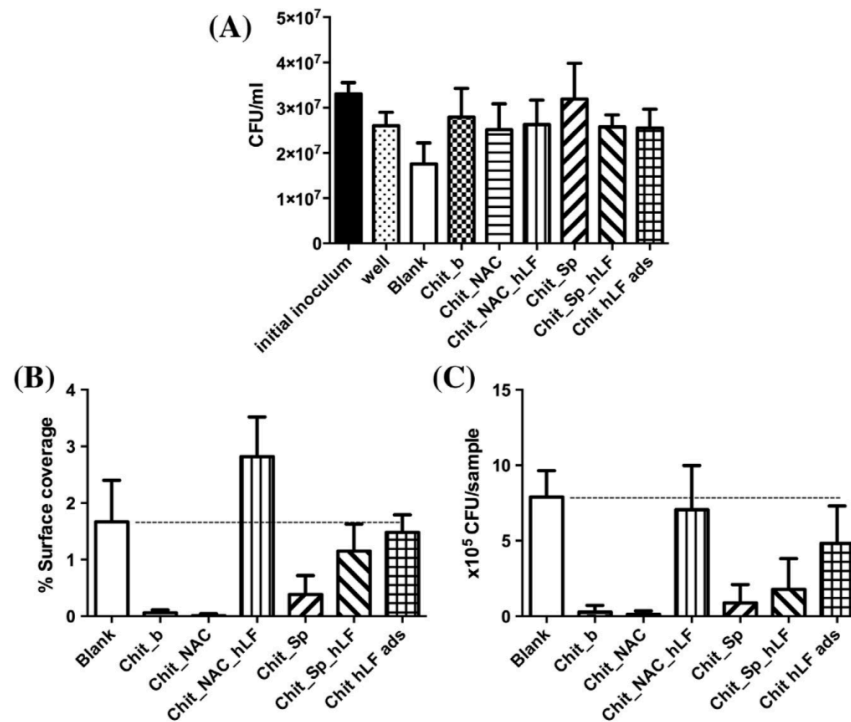 (A)
CFU/ml
5×10⁷
4×10⁷
3×10⁷
2×10⁷
1×10⁷
0
initial inoculum
well
Blank
Chit_b
Chit_NAC
Chit_NAC_hLF
Chit_Sp
Chit_Sp_hLF
Chit hLF ads
(B)
% Surface coverage
4
3
2
1
0
Blank
Chit_b
Chit_NAC
Chit_NAC_hLF
Chit_Sp
Chit_Sp_hLF
Chit hLF ads
(C)
x10⁵ CFU/sample
15
10
5
0
Blank
Chit_b
Chit_NAC
Chit_NAC_hLF
Chit_Sp
Chit_Sp_hLF
Chit hLF ads